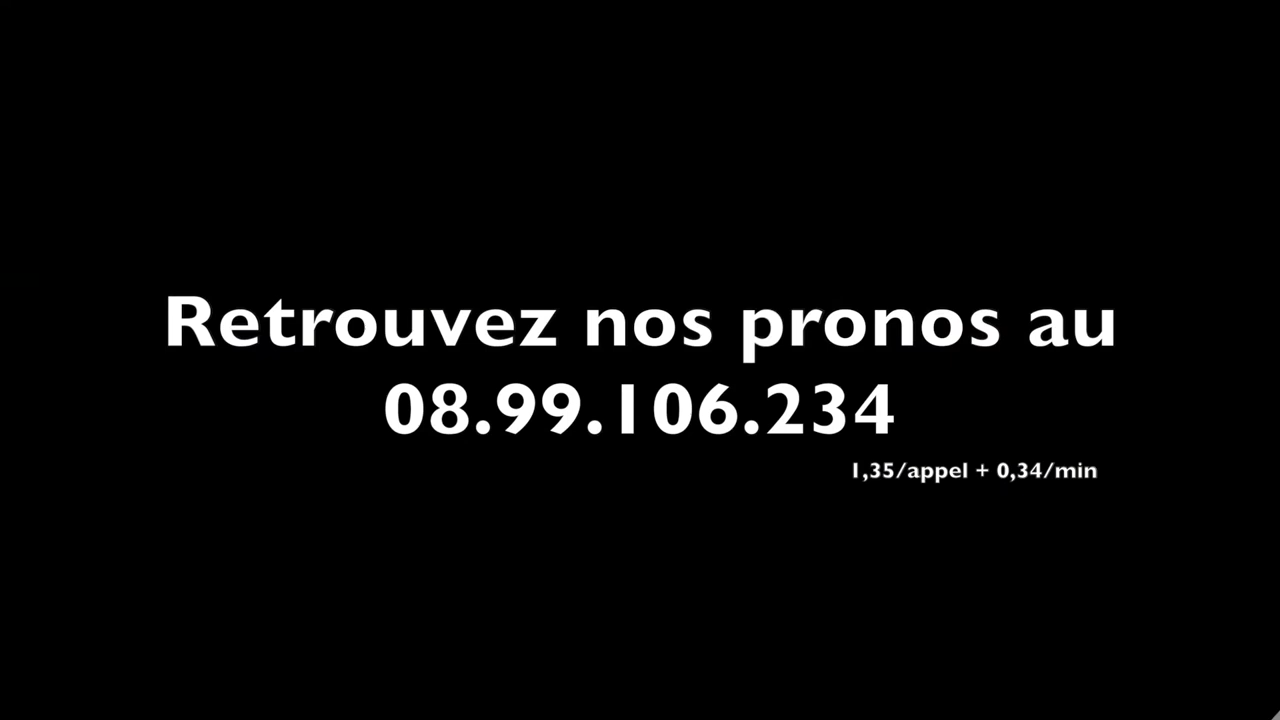 Retrouvez nos pronos au
08.99.106.234
1,35/appel + 0,34/min